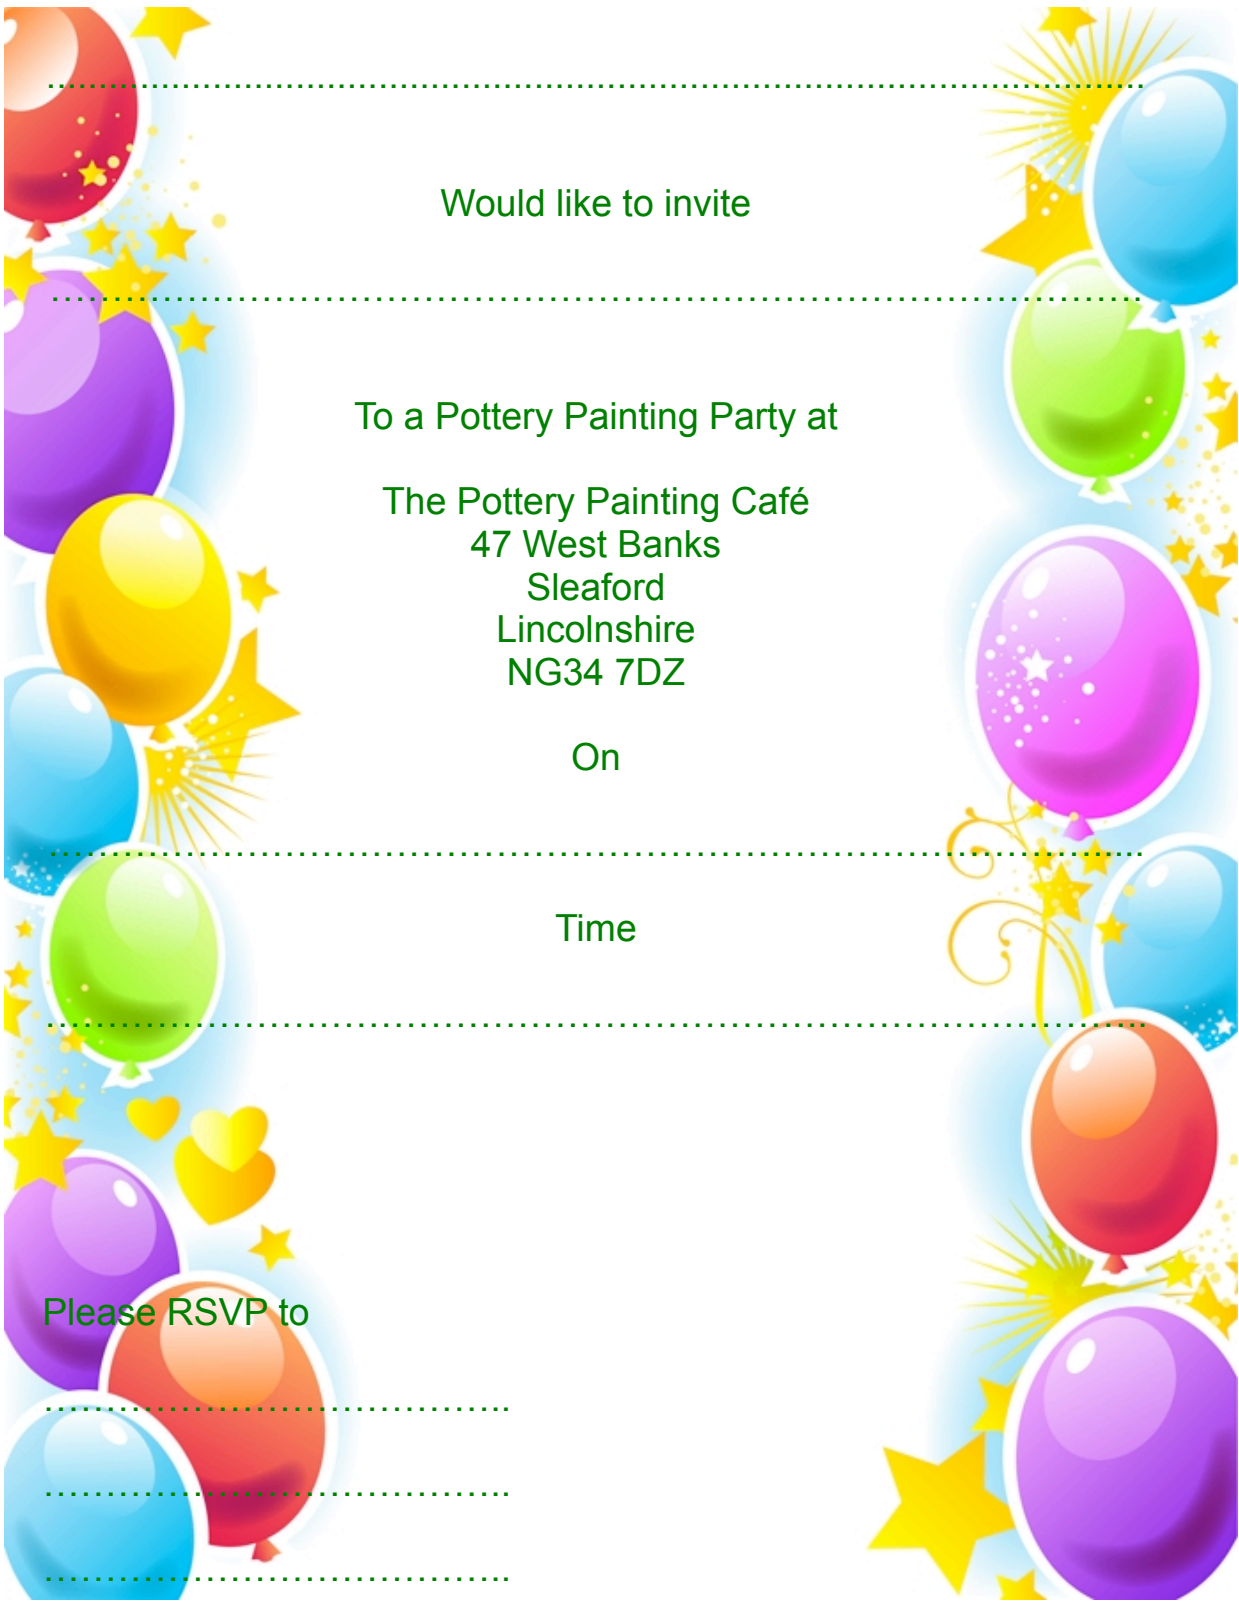 ……………………………………………………………………………………..
Would like to invite
……………………………………………………………………………………..
To a Pottery Painting Party at
The Pottery Painting Café
47 West Banks
Sleaford
Lincolnshire
NG34 7DZ
On
……………………………………………………………………………………..
Time
……………………………………………………………………………………..
Please RSVP to
…………………………………..
…………………………………..
…………………………………..